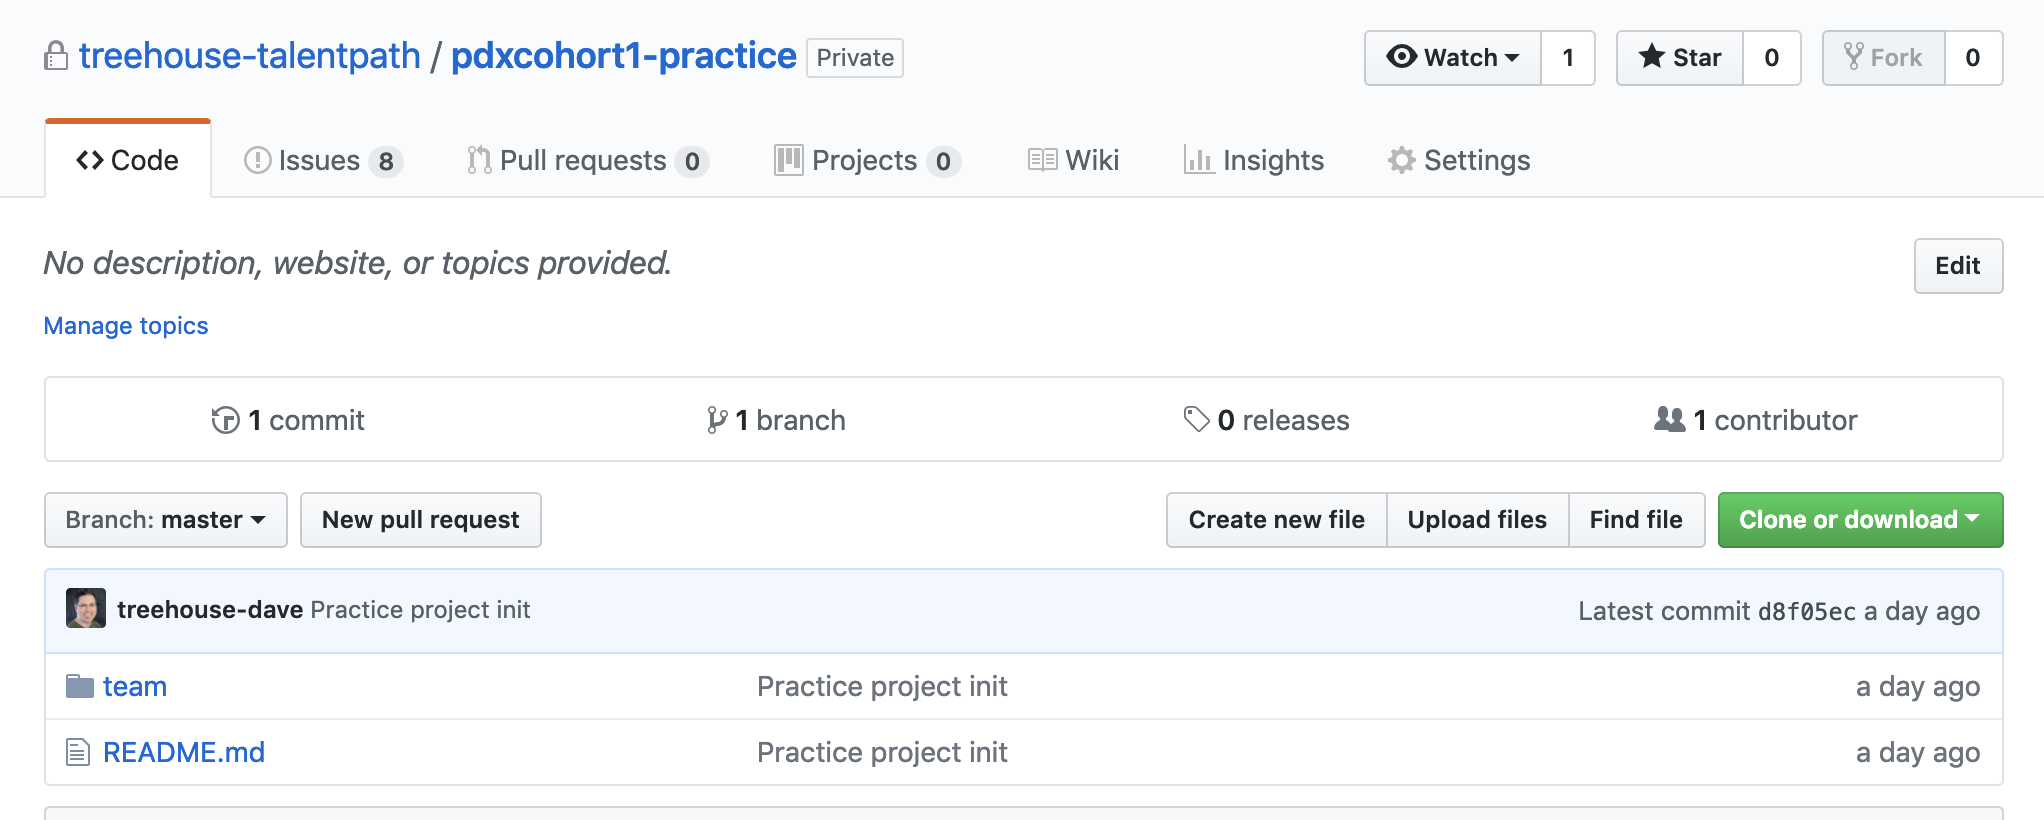 treehouse-talentpath / pdxcohort1-practice Private Watch 1 Star 0 Fork 0
Code Issues 8 Pull requests 0 Projects 0 Wiki Insights Settings
No description, website, or topics provided. Edit
Manage topics
1 commit 1 branch 0 releases 1 contributor
Branch: master New pull request Create new file Upload files Find file Clone or download
treehouse-dave Practice project init Latest commit d8f05ec a day ago
team Practice project init a day ago
README.md Practice project init a day ago